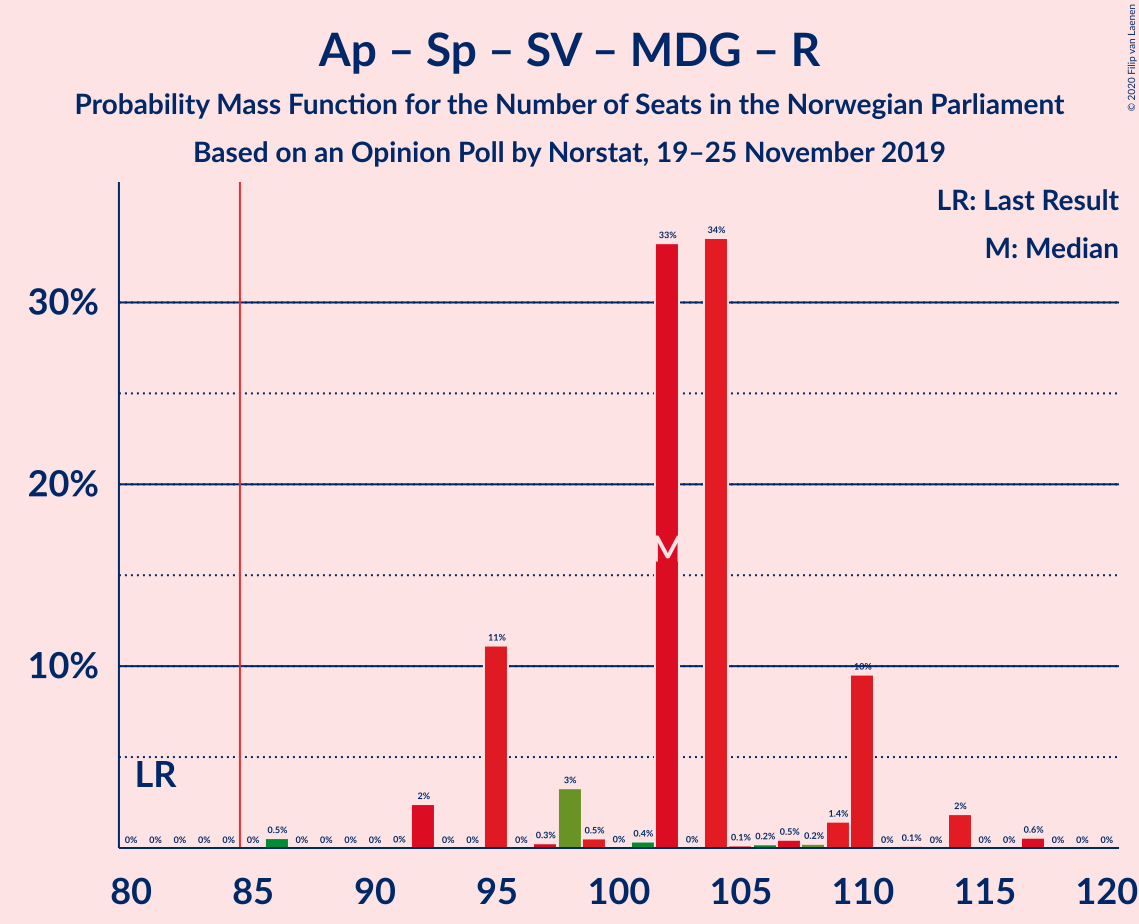 Ap – Sp – SV – MDG – R
Probability Mass Function for the Number of Seats in the Norwegian Parliament
Based on an Opinion Poll by Norstat, 19–25 November 2019
© 2020 Filip van Laenen
LR: Last Result
M: Median
30%
20%
10%
LR
M
0% 0% 0% 0% 0% 0% 0.5% 0% 0% 0% 0% 0% 2% 0% 0% 11% 0% 0.3% 3% 0.5% 0% 0.4% 33% 0% 34% 0.1% 0.2% 0.5% 0.2% 1.4% 10% 0% 0.1% 0% 2% 0% 0% 0.6% 0% 0% 0%
80 85 90 95 100 105 110 115 120